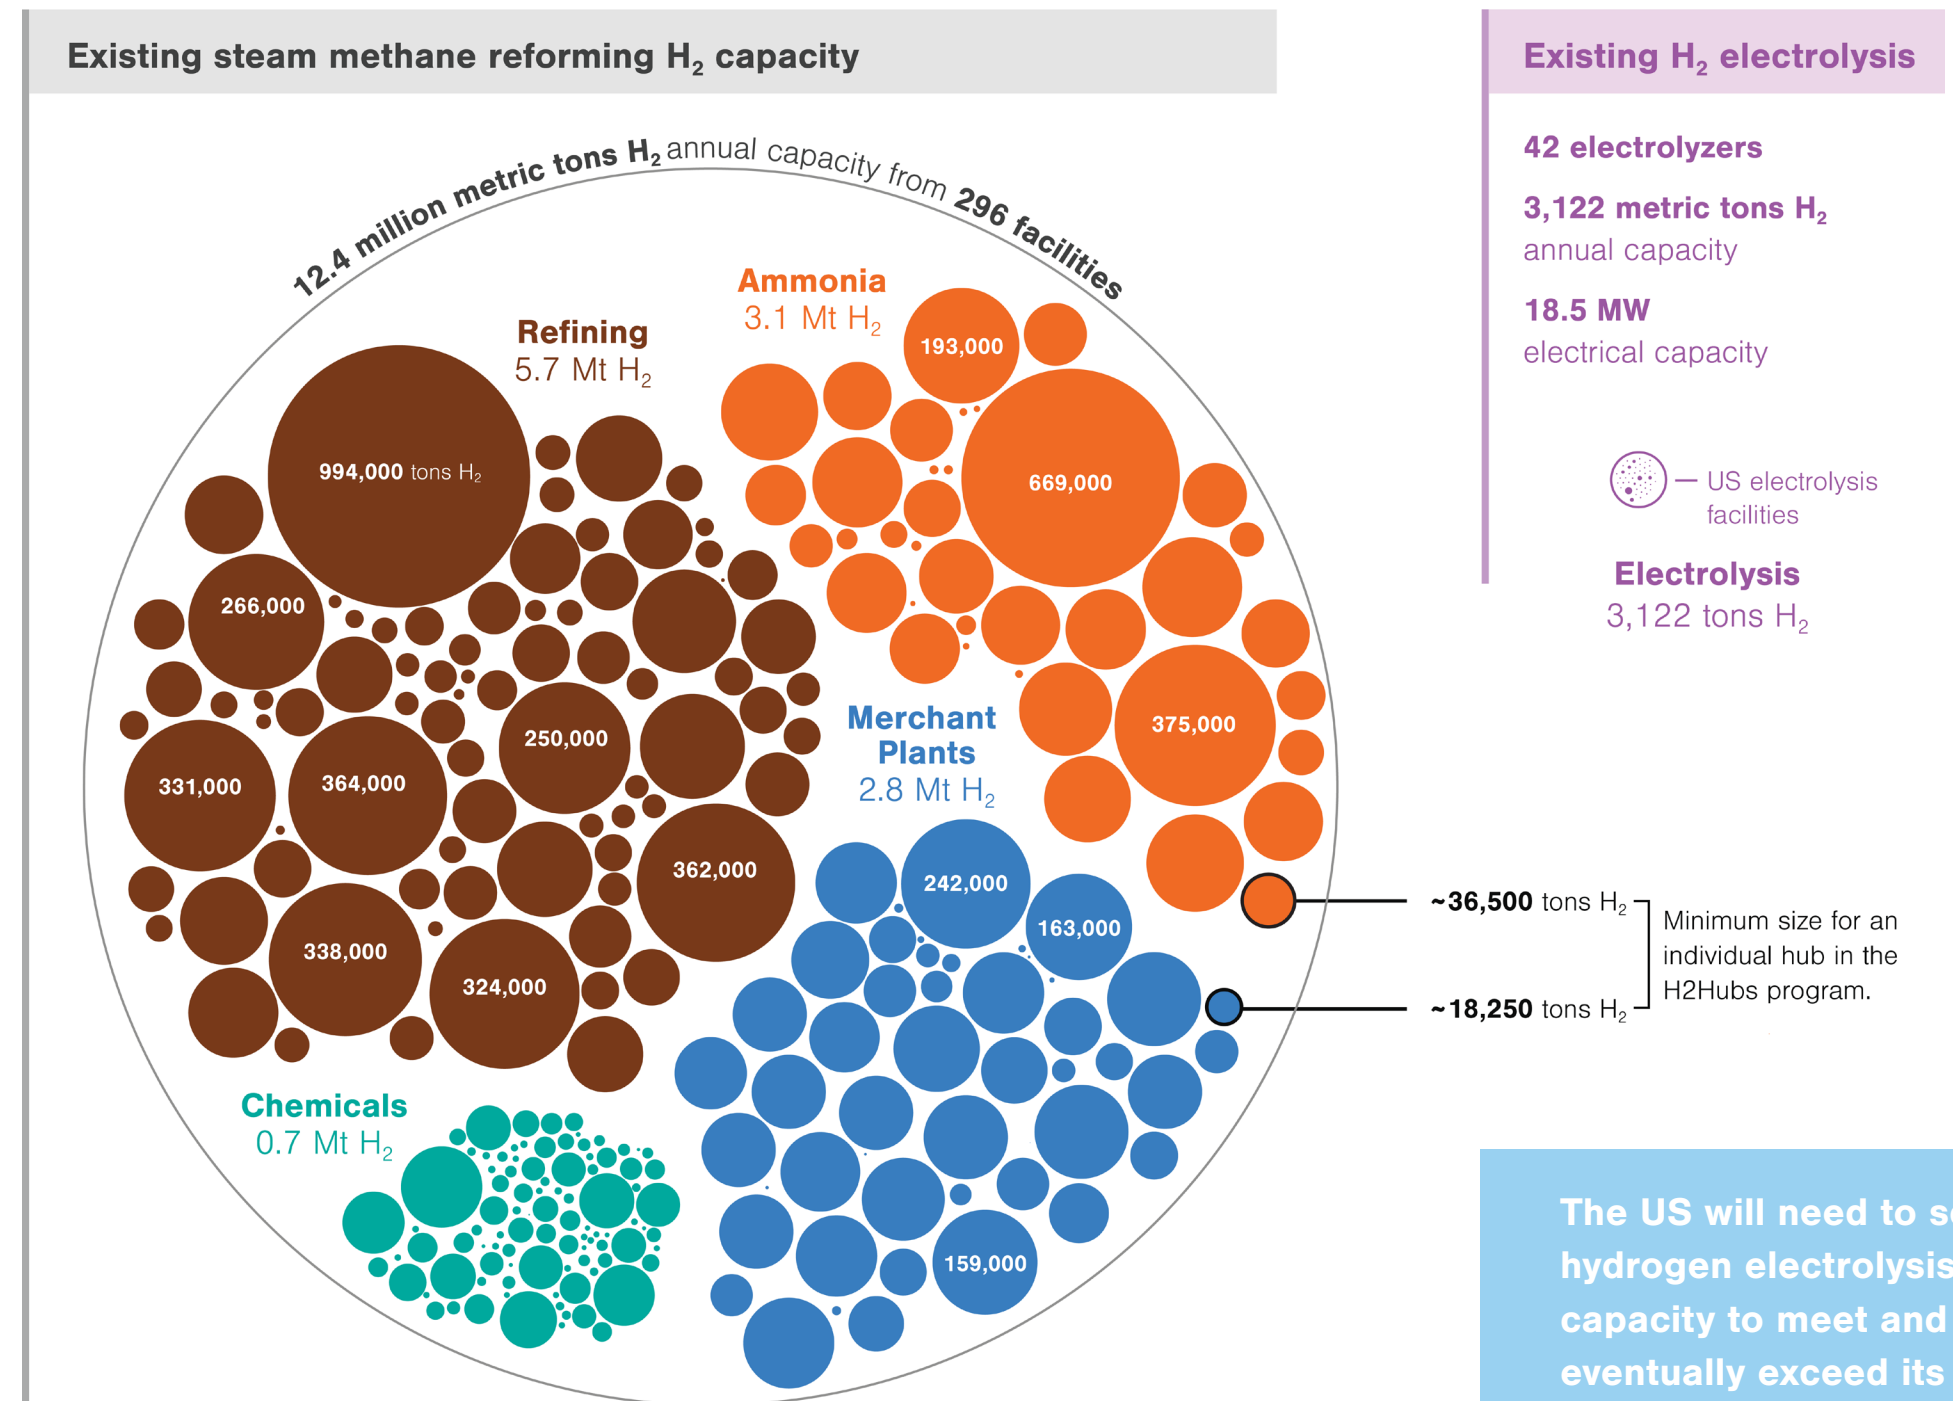 Existing steam methane reforming H₂ capacity
12.4 million metric tons H₂ annual capacity from 296 facilities
Refining
5.7 Mt H₂
994,000 tons H₂
266,000
331,000
364,000
250,000
362,000
338,000
324,000
Ammonia
3.1 Mt H₂
193,000
669,000
375,000
Merchant
Plants
2.8 Mt H₂
242,000
163,000
159,000
Chemicals
0.7 Mt H₂
~36,500 tons H₂
~18,250 tons H₂
Minimum size for an
individual hub in the
H2Hubs program.
Existing H₂ electrolysis
42 electrolyzers
3,122 metric tons H₂
annual capacity
18.5 MW
electrical capacity
US electrolysis
facilities
Electrolysis
3,122 tons H₂
The US will need to
hydrogen electrolysis
capacity to meet and
eventually exceed its